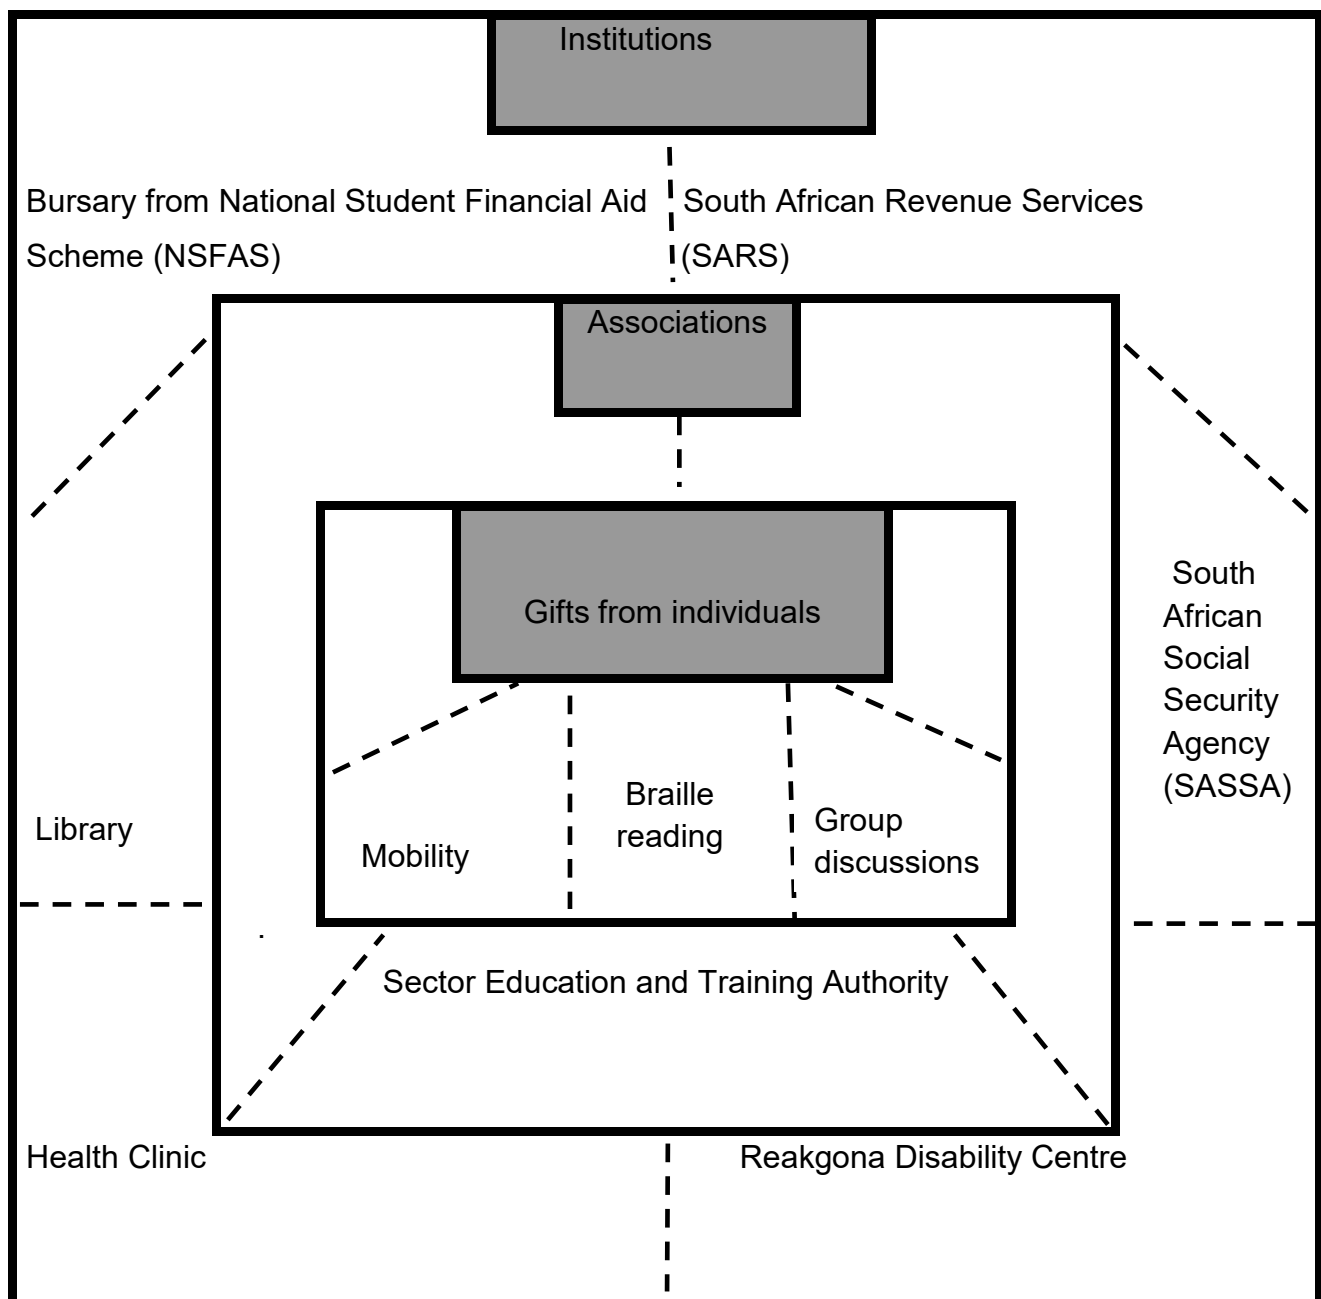 Institutions
Bursary from National Student Financial Aid
Scheme (NSFAS)
South African Revenue Services
(SARS)
Associations
Gifts from individuals
South
African
Social
Security
Agency
(SASSA)
Library
Mobility
Braille
reading
Group
discussions
Sector Education and Training Authority
Health Clinic
Reakgona Disability Centre